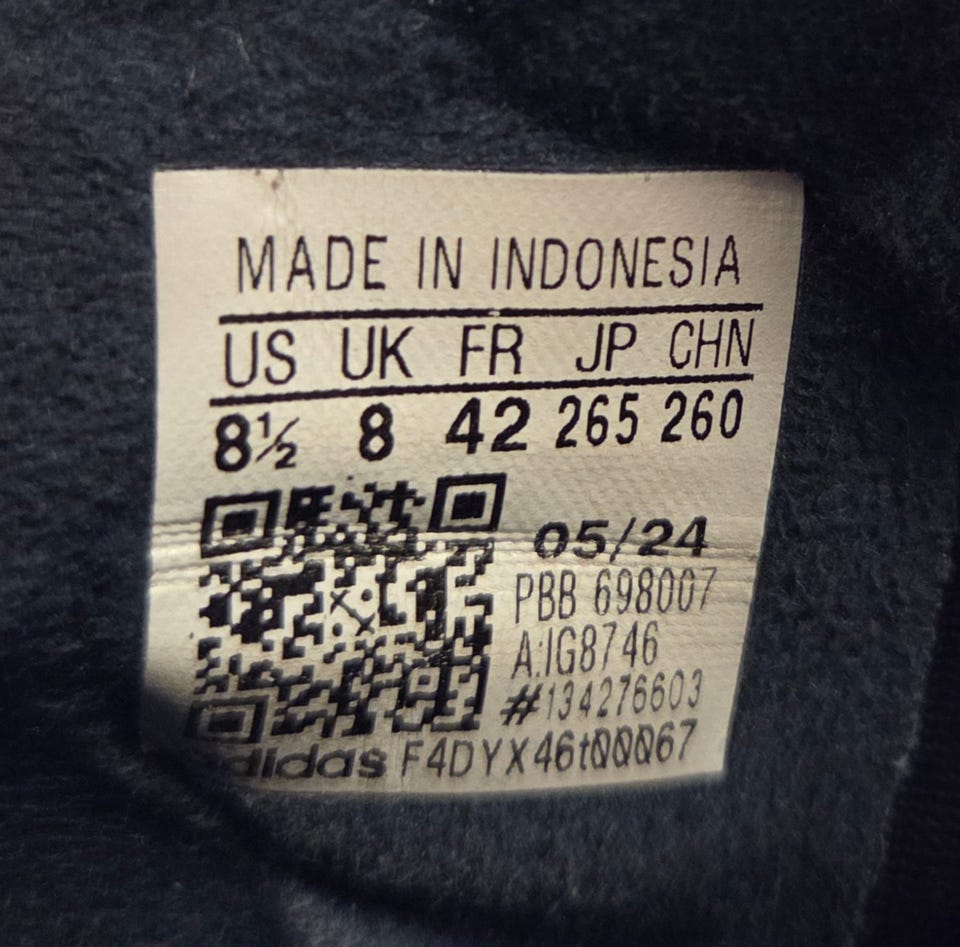 MADE IN INDONESIA
US UK FR JP CHN
8½ 8 42 265 260
05/24
PBB 698007
A:IG8746
#134276603
adidas F4DYX46t00067